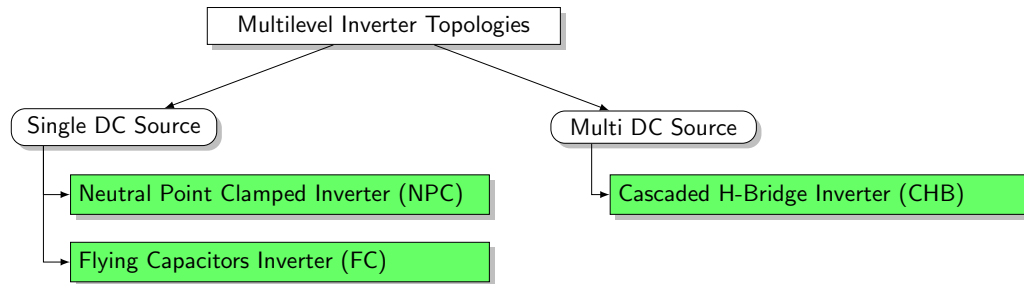 Multilevel Inverter Topologies
Single DC Source
Multi DC Source
Neutral Point Clamped Inverter (NPC)
Cascaded H-Bridge Inverter (CHB)
Flying Capacitors Inverter (FC)